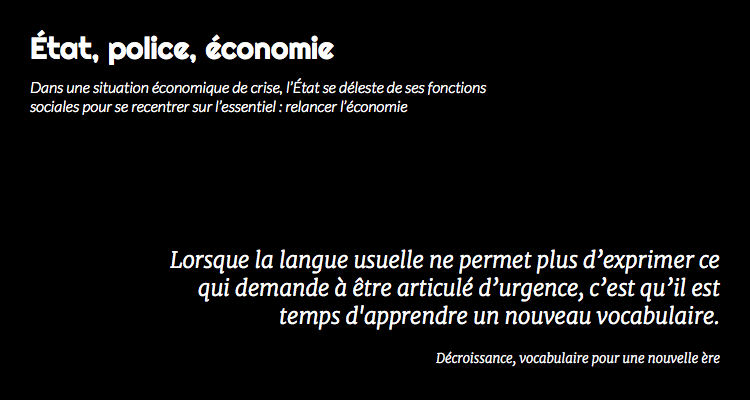 État, police, économie
Dans une situation économique de crise, l’État se déleste de ses fonctions
sociales pour se recentrer sur l’essentiel : relancer l’économie
Lorsque la langue usuelle ne permet plus d’exprimer ce
qui demande à être articulé d’urgence, c’est qu’il est
temps d'apprendre un nouveau vocabulaire.
Décroissance, vocabulaire pour une nouvelle ère